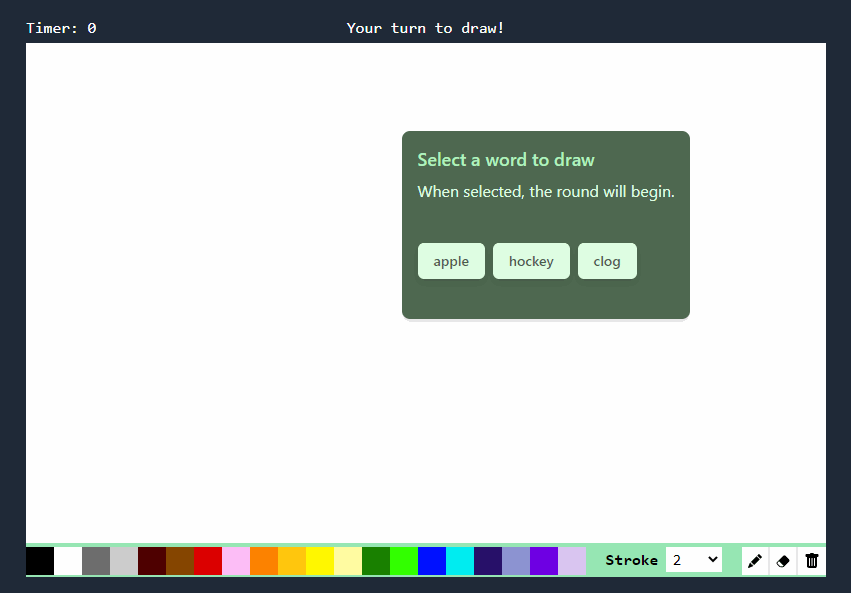 Timer: 0 Your turn to draw!
Select a word to draw
When selected, the round will begin.
apple hockey clog
Stroke 2